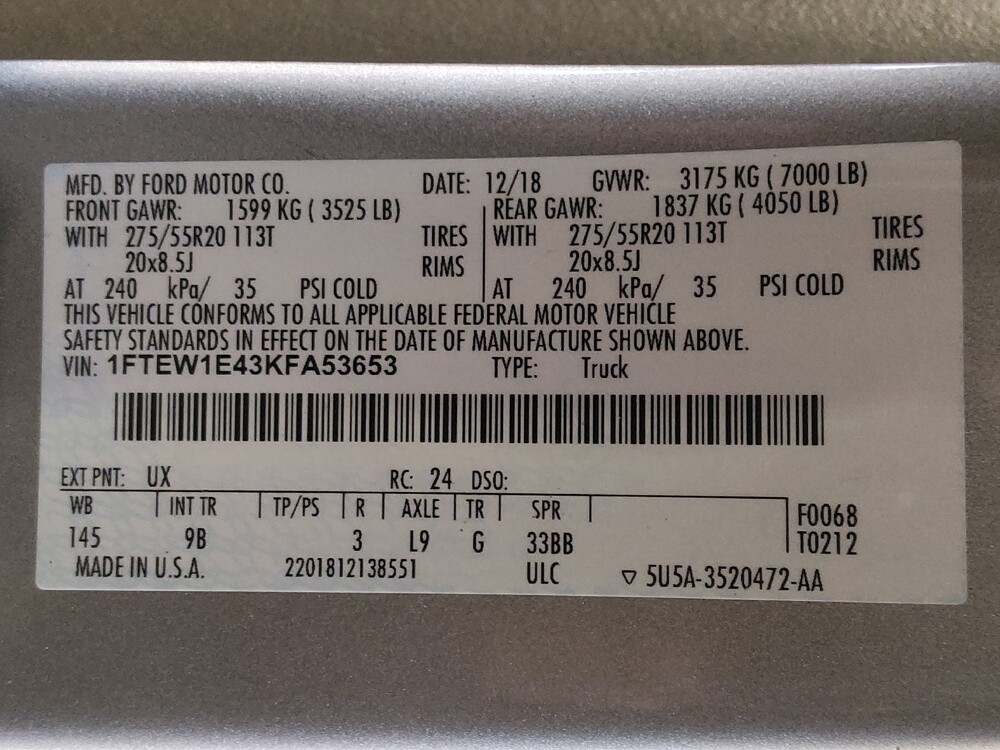 MFD. BY FORD MOTOR CO. DATE: 12/18 GVWR: 3175 KG ( 7000 LB)
FRONT GAWR: 1599 KG ( 3525 LB) REAR GAWR: 1837 KG ( 4050 LB)
WITH 275/55R20 113T TIRES WITH 275/55R20 113T TIRES
20x8.5J RIMS 20x8.5J RIMS
AT 240 kPa/ 35 PSI COLD AT 240 kPa/ 35 PSI COLD
THIS VEHICLE CONFORMS TO ALL APPLICABLE FEDERAL MOTOR VEHICLE
SAFETY STANDARDS IN EFFECT ON THE DATE OF MANUFACTURE SHOWN ABOVE.
VIN: 1FTEW1E43KFA53653 TYPE: Truck
EXT PNT: UX RC: 24 DSO:
WB INT TR TP/PS R AXLE TR SPR F0068
145 9B 3 L9 G 33BB T0212
MADE IN U.S.A. 2201812138551 ULC ▽ 5U5A-3520472-AA